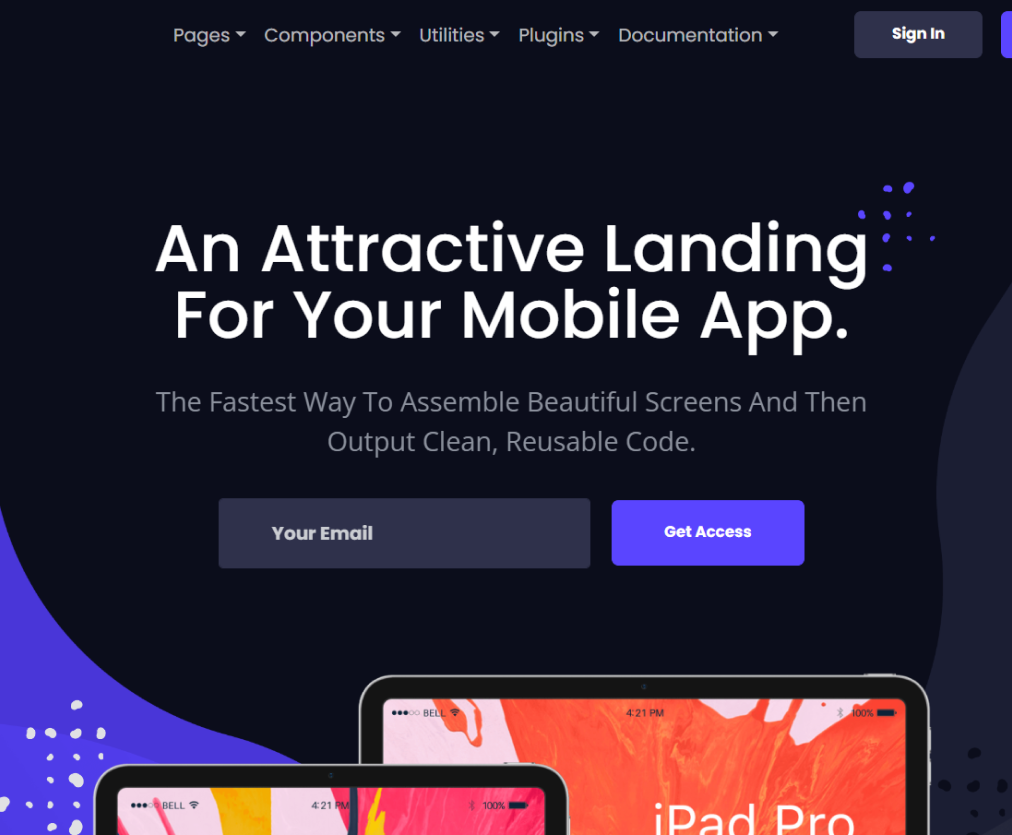 Pages Components Utilities Plugins Documentation Sign In
An Attractive Landing
For Your Mobile App.
The Fastest Way To Assemble Beautiful Screens And Then
Output Clean, Reusable Code.
Your Email Get Access
BELL 4:21 PM 100%
BELL 4:21 PM 100%
iPad Pro